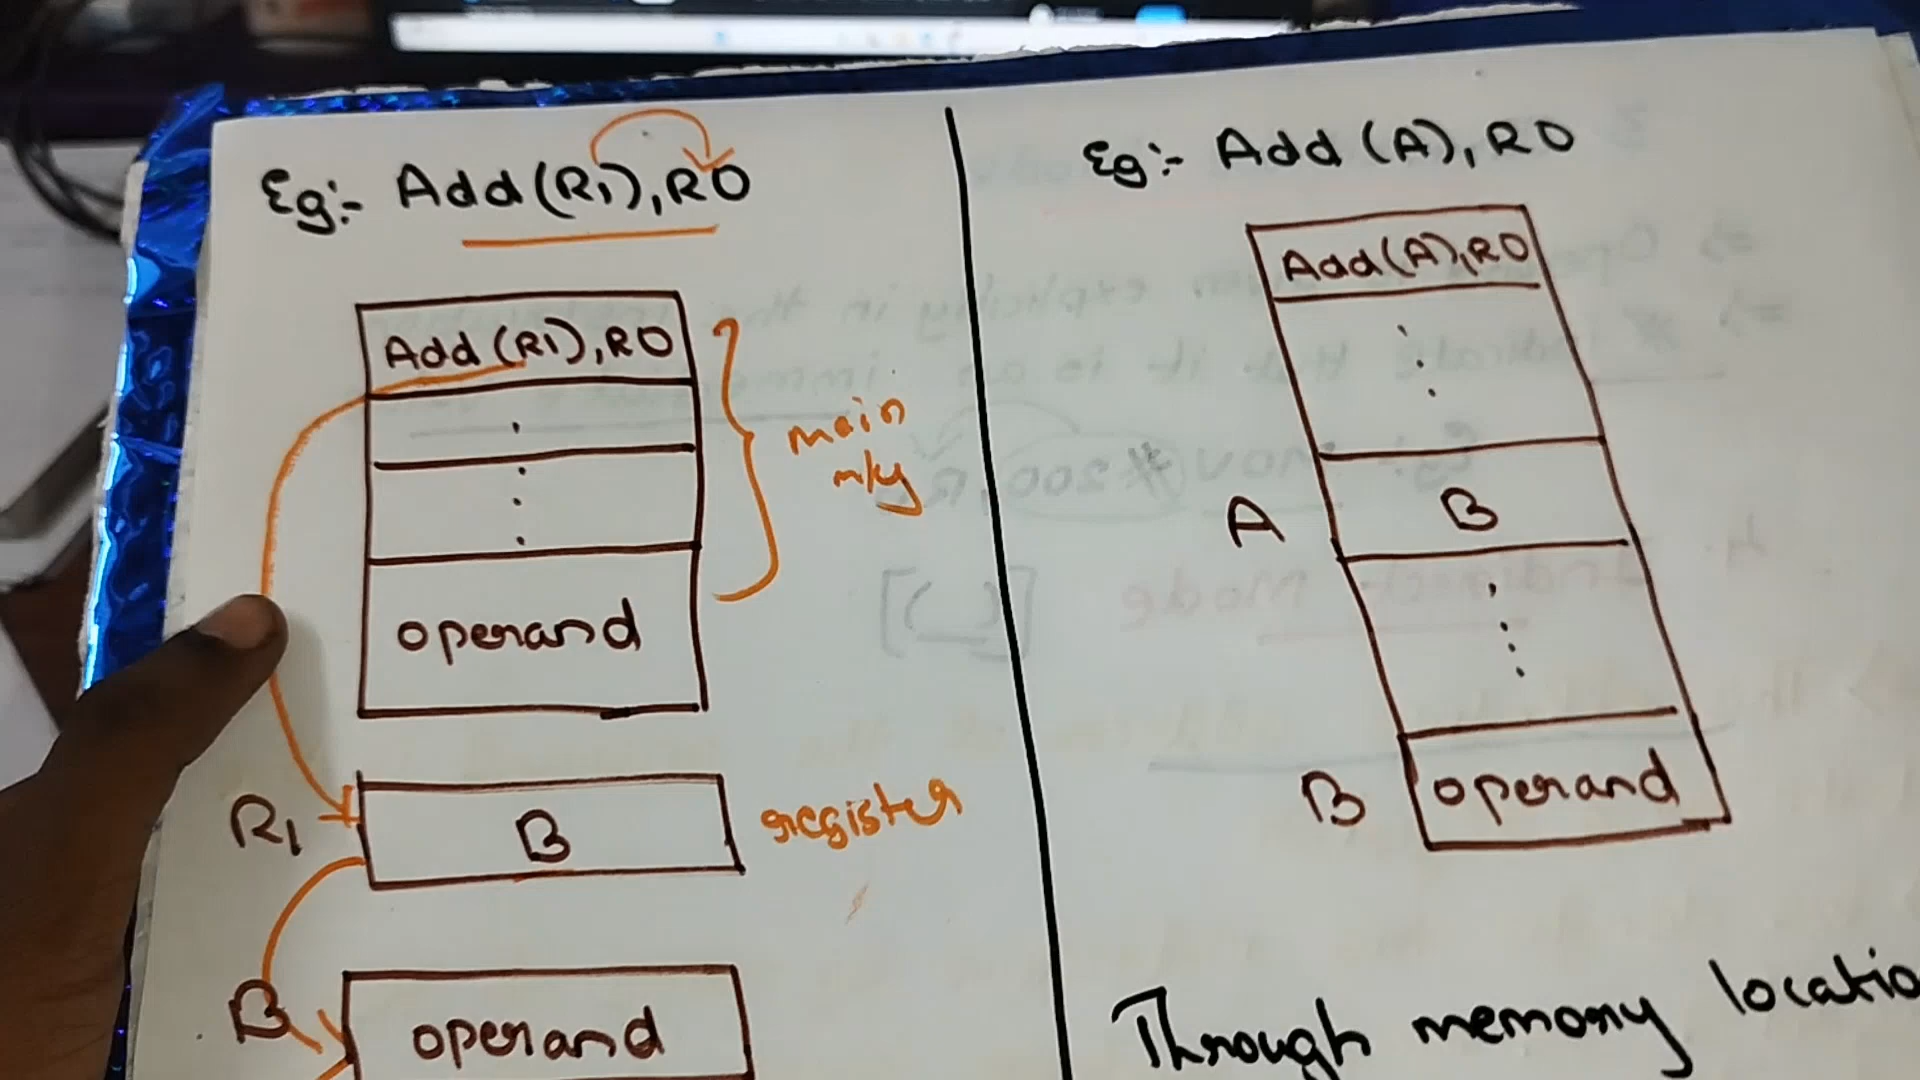 Eg:- Add (R1), R0
Add (R1), R0
main
m/y
operand
R1
B
register
B
operand
Eg:- Add (A), R0
Add (A), R0
A
B
B
operand
Through memory locatio